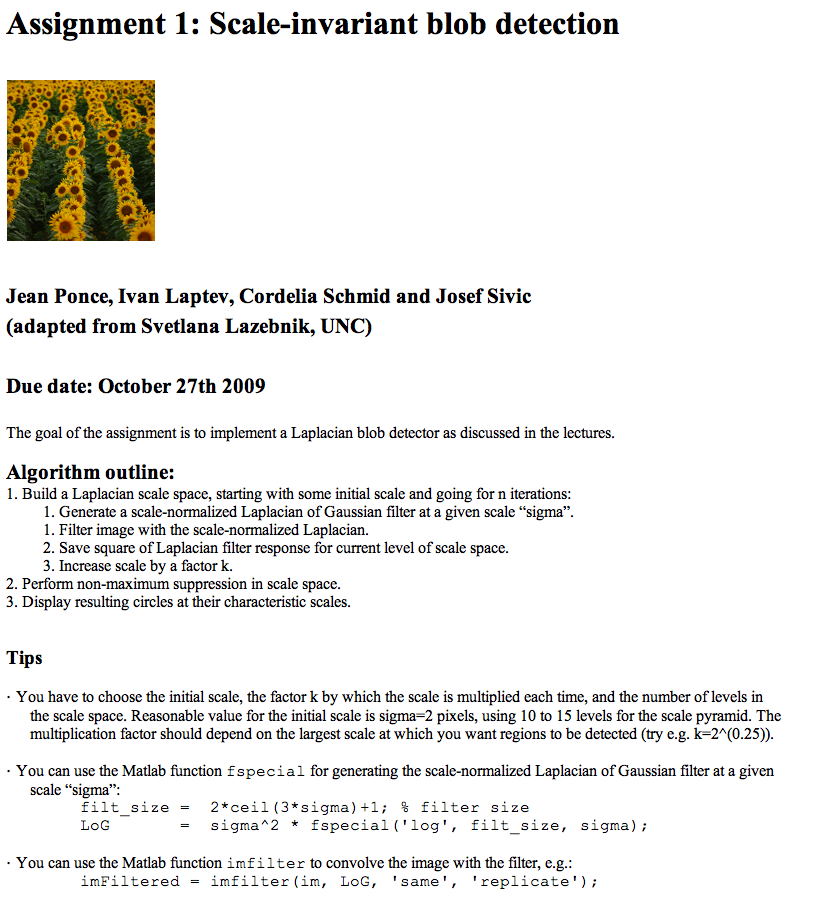 Assignment 1: Scale-invariant blob detection
Jean Ponce, Ivan Laptev, Cordelia Schmid and Josef Sivic
(adapted from Svetlana Lazebnik, UNC)
Due date: October 27th 2009
The goal of the assignment is to implement a Laplacian blob detector as discussed in the lectures.
Algorithm outline:
1. Build a Laplacian scale space, starting with some initial scale and going for n iterations:
1. Generate a scale-normalized Laplacian of Gaussian filter at a given scale “sigma”.
1. Filter image with the scale-normalized Laplacian.
2. Save square of Laplacian filter response for current level of scale space.
3. Increase scale by a factor k.
2. Perform non-maximum suppression in scale space.
3. Display resulting circles at their characteristic scales.
Tips
· You have to choose the initial scale, the factor k by which the scale is multiplied each time, and the number of levels in
the scale space. Reasonable value for the initial scale is sigma=2 pixels, using 10 to 15 levels for the scale pyramid. The
multiplication factor should depend on the largest scale at which you want regions to be detected (try e.g. k=2^(0.25)).
· You can use the Matlab function fspecial for generating the scale-normalized Laplacian of Gaussian filter at a given
scale “sigma”:
filt_size = 2*ceil(3*sigma)+1; % filter size
LoG = sigma^2 * fspecial('log', filt_size, sigma);
· You can use the Matlab function imfilter to convolve the image with the filter, e.g.:
imFiltered = imfilter(im, LoG, 'same', 'replicate');